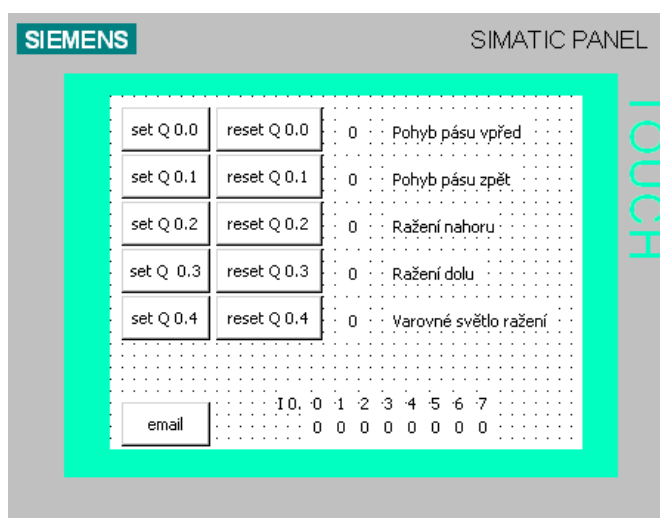 SIEMENS SIMATIC PANEL
TOUCH
set Q 0.0 reset Q 0.0 0 Pohyb pásu vpřed
set Q 0.1 reset Q 0.1 0 Pohyb pásu zpět
set Q 0.2 reset Q 0.2 0 Ražení nahoru
set Q 0.3 reset Q 0.3 0 Ražení dolu
set Q 0.4 reset Q 0.4 0 Varovné světlo ražení
I 0. 0 1 2 3 4 5 6 7
email 0 0 0 0 0 0 0 0